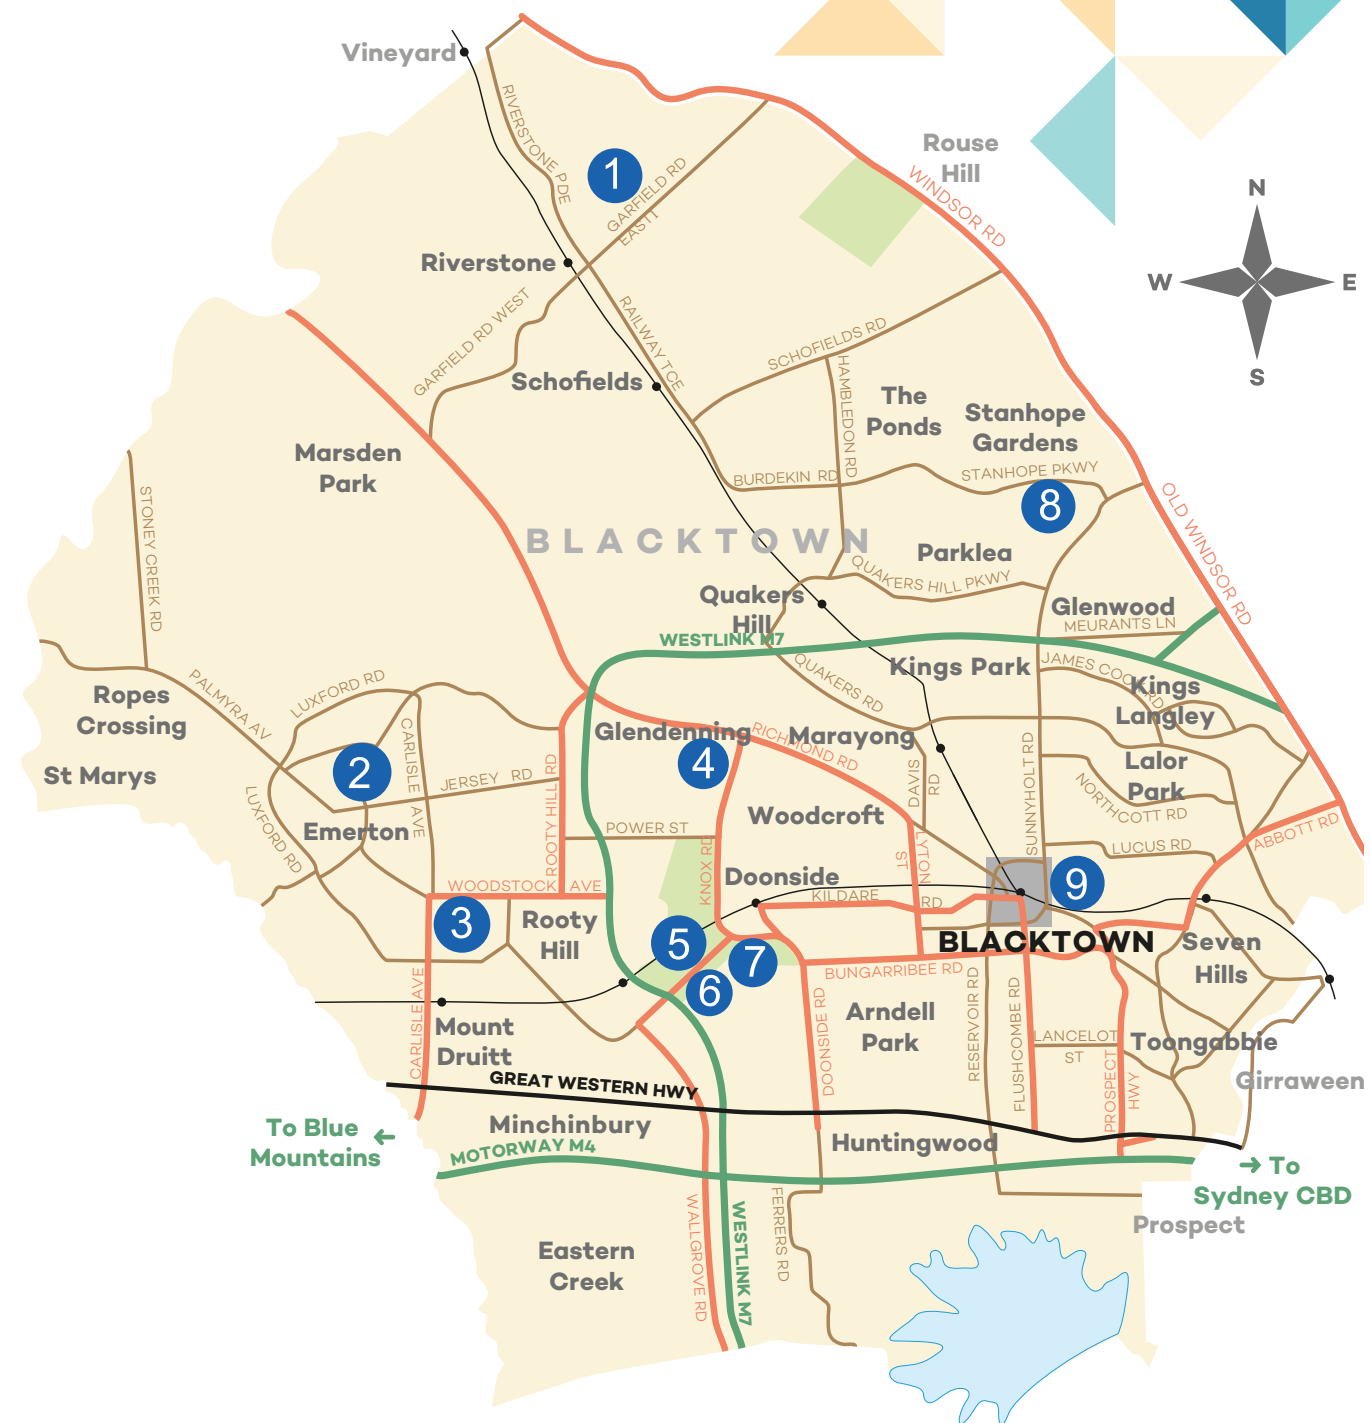 Vineyard
RIVERSTONE PDE
1
GARFIELD RD
EAST1
Rouse
Hill
WINDSOR RD
N
W
E
S
Riverstone
GARFIELD RD WEST
RAILWAY TCE
SCHOFIELDS RD
Schofields
HAMBLEDON RD
The
Ponds
Stanhope
Gardens
Marsden
Park
BURDEKIN RD
STANHOPE PKWY
8
STONEY CREEK RD
OLD WINDSOR RD
BLACKTOWN
Parklea
QUAKERS HILL PKWY
Quakers
Hill
Glenwood
MEURANTS LN
WESTLINK M7
Kings Park
JAMES COOK RD
Kings
Langley
QUAKERS RD
Ropes
Crossing
PALMYRA AV
LUXFORD RD
CARLISLE AVE
St Marys
2
JERSEY RD
LUXFORD RD
Emerton
ROOTY HILL RD
Glendenning
RICHMOND RD
Marayong
4
DAVIS
RD
SUNNYHOLT RD
Lalor
Park
NORTHCOTT RD
Woodcroft
POWER ST
KNOX RD
LYTON
ST
LUCUS RD
ABBOTT RD
WOODSTOCK AVE
Doonside
KILDARE RD
9
3
Rooty
Hill
5
7
6
BLACKTOWN
Seven
Hills
BUNGARRIBEE RD
CARLISLE AVE
Mount
Druitt
DOONSIDE RD
Arndell
Park
RESERVOIR RD
FLUSHCOMBE RD
LANCELOT
ST
PROSPECT
HWY
Toongabbie
Girraween
GREAT WESTERN HWY
Minchinbury
Huntingwood
To Blue
Mountains
MOTORWAY M4
To
Sydney CBD
Prospect
WALLGROVE RD
WESTLINK M7
FERRERS RD
Eastern
Creek